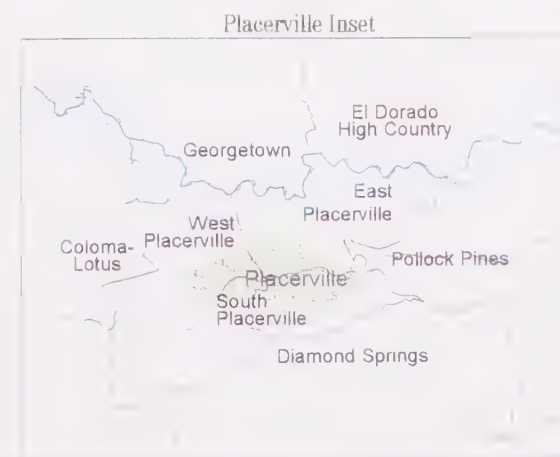 Placerville Inset
El Dorado
High Country
Georgetown
East
Placerville
West
Placerville
Coloma-
Lotus
Pollock Pines
Placerville
South
Placerville
Diamond Springs